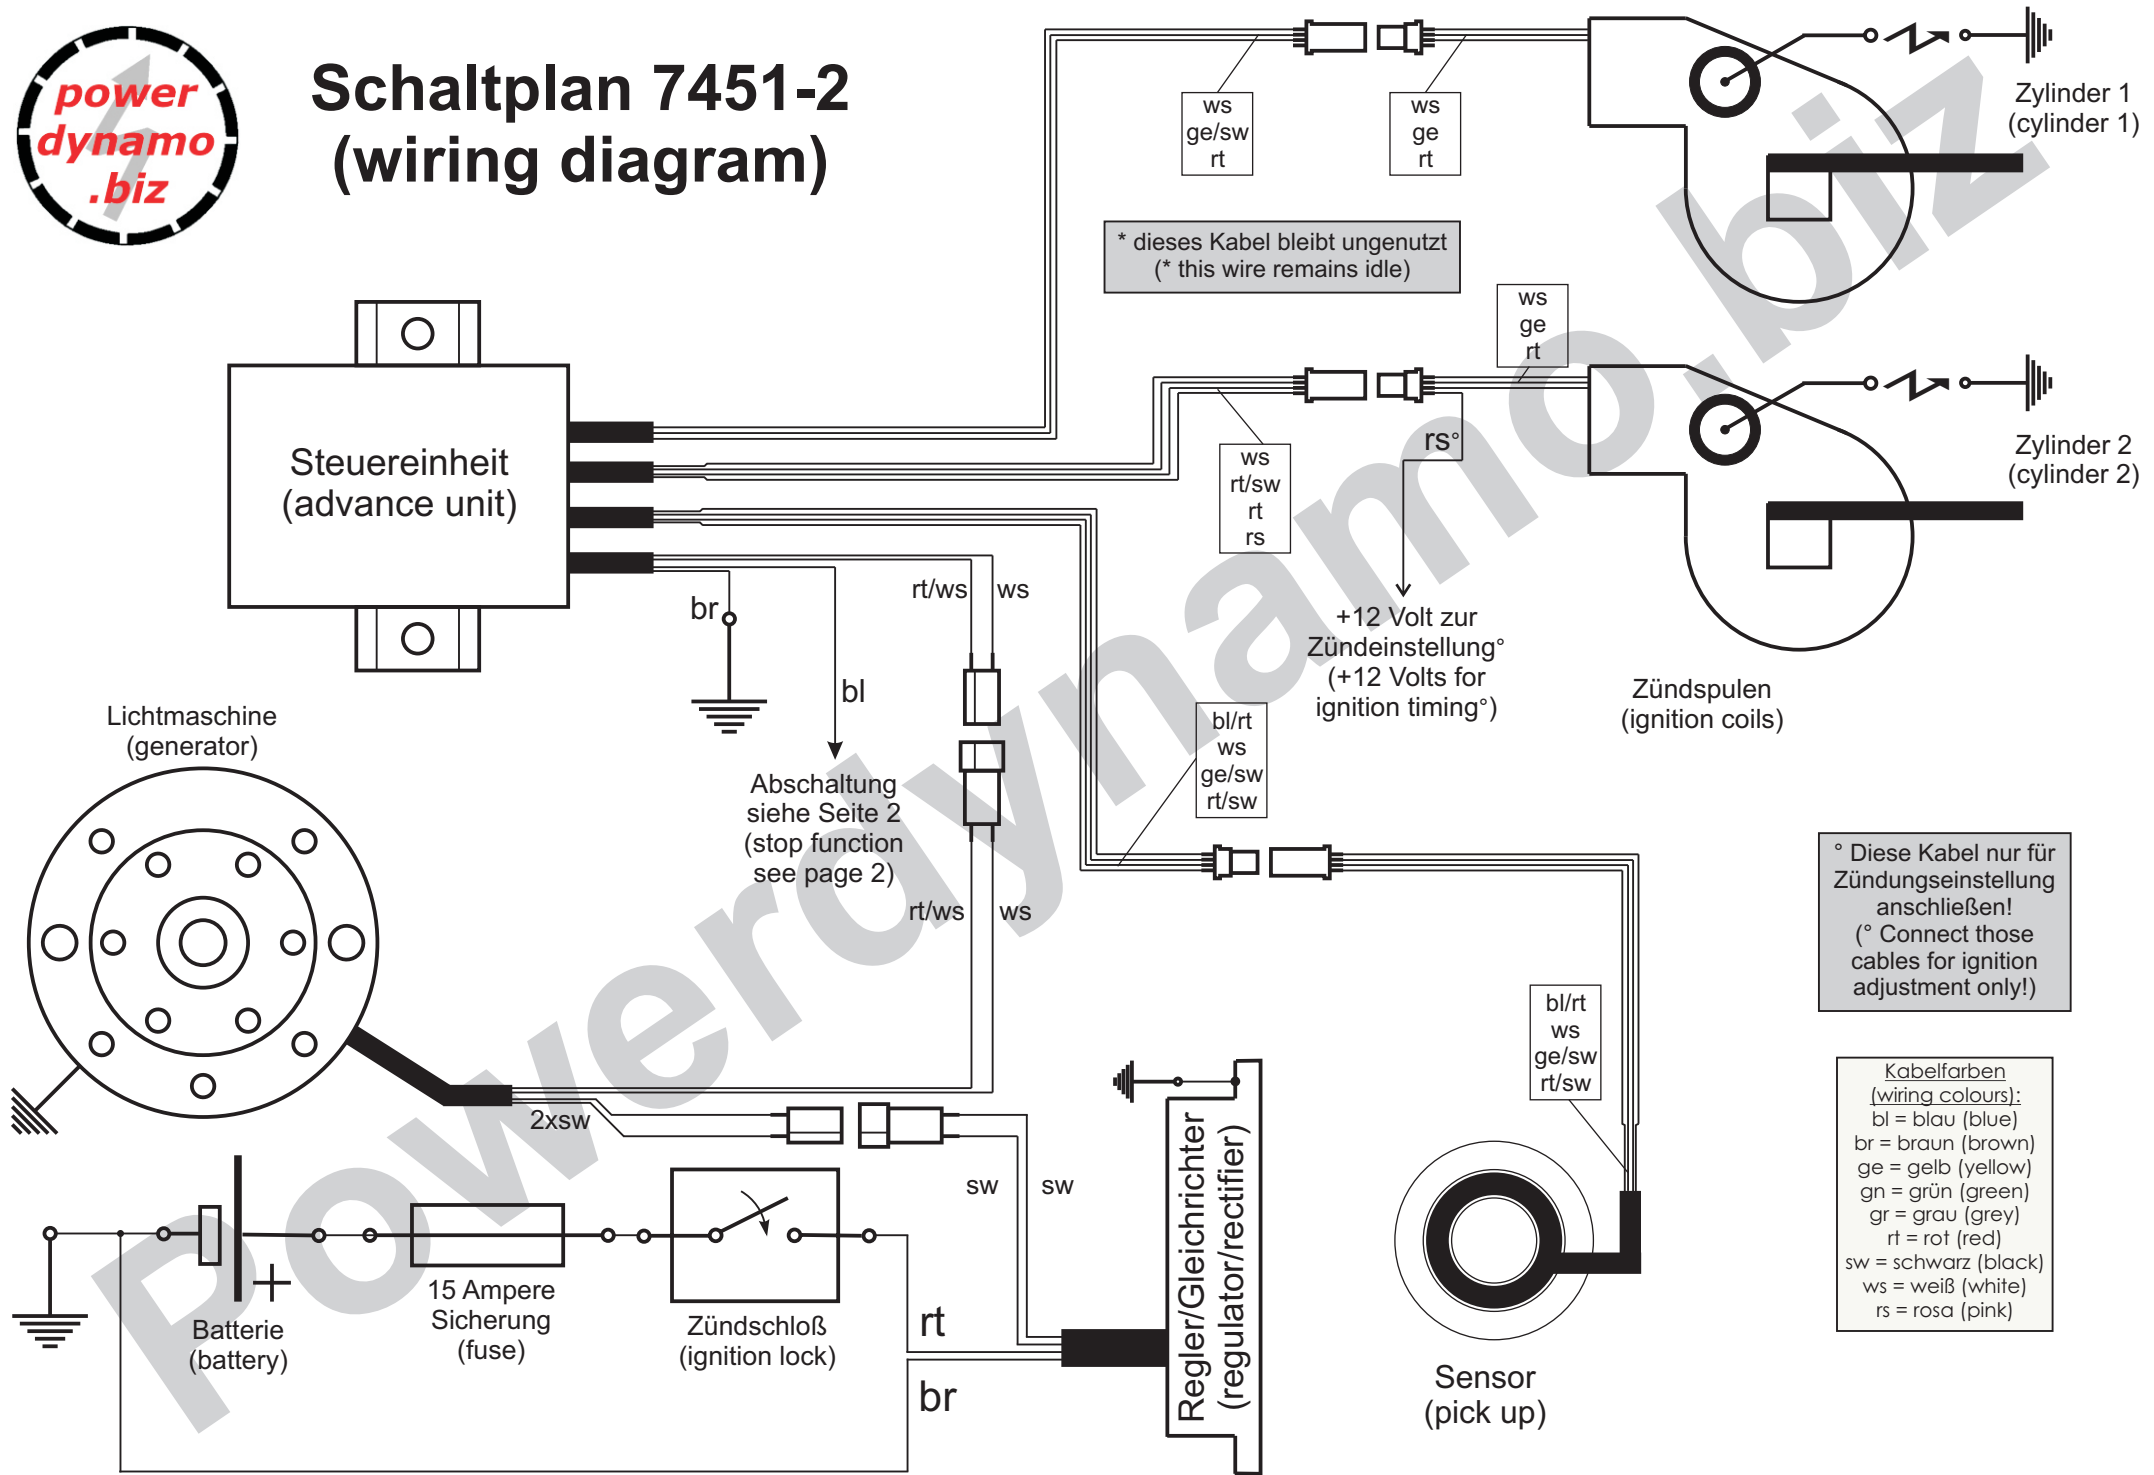 power
dynamo
.biz
Schaltplan 7451-2
(wiring diagram)
ws
ge/sw
rt
ws
ge
rt
Zylinder 1
(cylinder 1)
* dieses Kabel bleibt ungenutzt
(* this wire remains idle)
ws
ge
rt
Steuereinheit
(advance unit)
ws
rt/sw
rt
rs
rs°
Zylinder 2
(cylinder 2)
rt/ws
ws
br
bl
+12 Volt zur
Zündeinstellung°
(+12 Volts for
ignition timing°)
Zündspulen
(ignition coils)
Lichtmaschine
(generator)
Abschaltung
siehe Seite 2
(stop function
see page 2)
bl/rt
ws
ge/sw
rt/sw
rt/ws
ws
° Diese Kabel nur für
Zündungseinstellung
anschließen!
(° Connect those
cables for ignition
adjustment only!)
bl/rt
ws
ge/sw
rt/sw
2xsw
sw
sw
Regler/Gleichrichter
(regulator/rectifier)
Kabelfarben
(wiring colours):
bl = blau (blue)
br = braun (brown)
ge = gelb (yellow)
gn = grün (green)
gr = grau (grey)
rt = rot (red)
sw = schwarz (black)
ws = weiß (white)
rs = rosa (pink)
Batterie
(battery)
15 Ampere
Sicherung
(fuse)
Zündschloß
(ignition lock)
rt
br
Sensor
(pick up)
Powerdynamo.biz